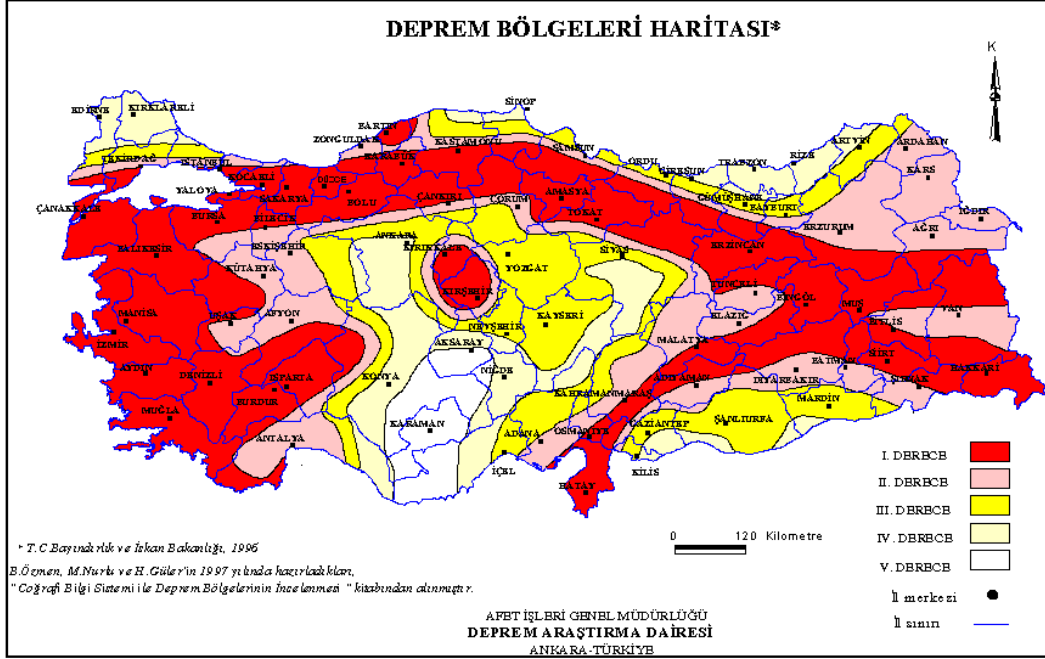 DEPREM BÖLGELERİ HARİTASI*
K
SİNOP
EDİRNE
KIRKLARELİ
BARTIN
ZONGULDAK
KASTAMONU
SAMSUN
ARTVİN
ARDAHAN
TEKİRDAĞ
İSTANBUL
KARABÜK
ORDU
GİRESUN
TRABZON
RİZE
KARS
KOCAELİ
DÜZCE
YALOVA
SAKARYA
BOLU
ÇANKIRI
ÇORUM
AMASYA
TOKAT
GÜMÜŞHANE
BAYBURT
ÇANAKKALE
BURSA
BİLECİK
ERZURUM
IĞDIR
AĞRI
BALIKESİR
ESKİŞEHİR
ANKARA
KIRIKKALE
YOZGAT
SİVAS
ERZİNCAN
KÜTAHYA
KIRŞEHİR
TUNCELİ
BİNGÖL
MUŞ
MANİSA
UŞAK
AFYON
NEVŞEHİR
KAYSERİ
ELAZIĞ
BİTLİS
VAN
İZMİR
AKSARAY
MALATYA
AYDIN
DENİZLİ
ISPARTA
KONYA
NİĞDE
ADIYAMAN
DİYARBAKIR
BATMAN
SİİRT
ŞIRNAK
HAKKARİ
BURDUR
KAHRAMANMARAŞ
MARDİN
MUĞLA
KARAMAN
ADANA
OSMANİYE
GAZİANTEP
ŞANLIURFA
ANTALYA
İÇEL
KİLİS
HATAY
I. DERECE
II. DERECE
III. DERECE
IV. DERECE
V. DERECE
İl merkezi
İl sınırı
0 120 Kilometre
* T.C.Bayındırlık ve İskan Bakanlığı, 1996
B.Özmen, M.Nurlu ve H.Güler'in 1997 yılında hazırladıkları,
"Coğrafi Bilgi Sistemi ile Deprem Bölgelerinin İncelenmesi " kitabından alınmıştır.
AFET İŞLERİ GENEL MÜDÜRLÜĞÜ
DEPREM ARAŞTIRMA DAİRESİ
ANKARA-TÜRKİYE